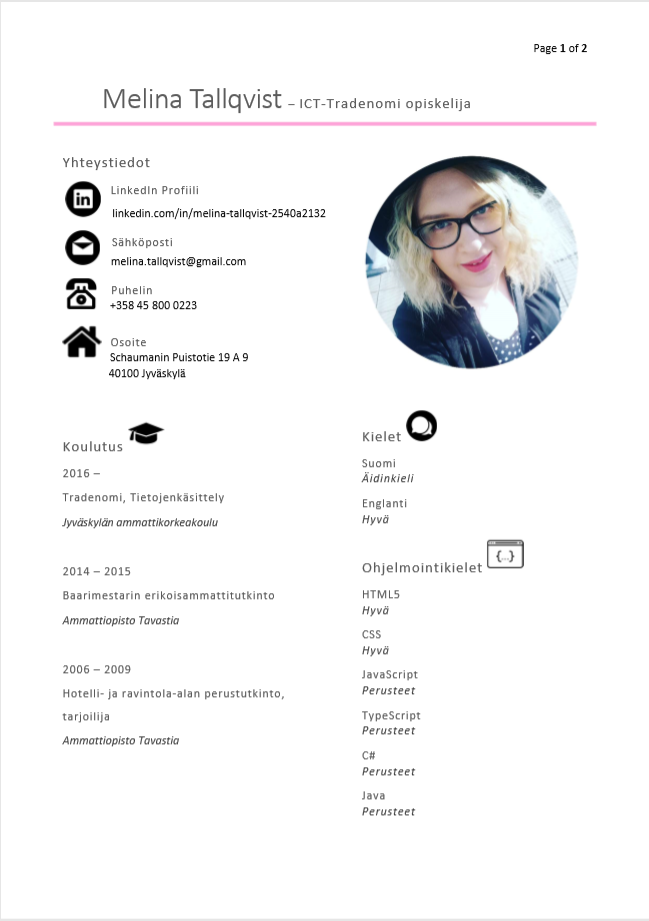 Page 1 of 2
Melina Tallqvist – ICT-Tradenomi opiskelija
Yhteystiedot
in
LinkedIn Profiili
linkedin.com/in/melina-tallqvist-2540a2132
Sähköposti
melina.tallqvist@gmail.com
Puhelin
+358 45 800 0223
Osoite
Schaumanin Puistotie 19 A 9
40100 Jyväskylä
Koulutus
2016 –
Tradenomi, Tietojenkäsittely
Jyväskylän ammattikorkeakoulu
2014 – 2015
Baarimestarin erikoisammattitutkinto
Ammattiopisto Tavastia
2006 – 2009
Hotelli- ja ravintola-alan perustutkinto,
tarjoilija
Ammattiopisto Tavastia
Kielet
Suomi
Äidinkieli
Englanti
Hyvä
Ohjelmointikielet
{...}
HTML5
Hyvä
CSS
Hyvä
JavaScript
Perusteet
TypeScript
Perusteet
C#
Perusteet
Java
Perusteet